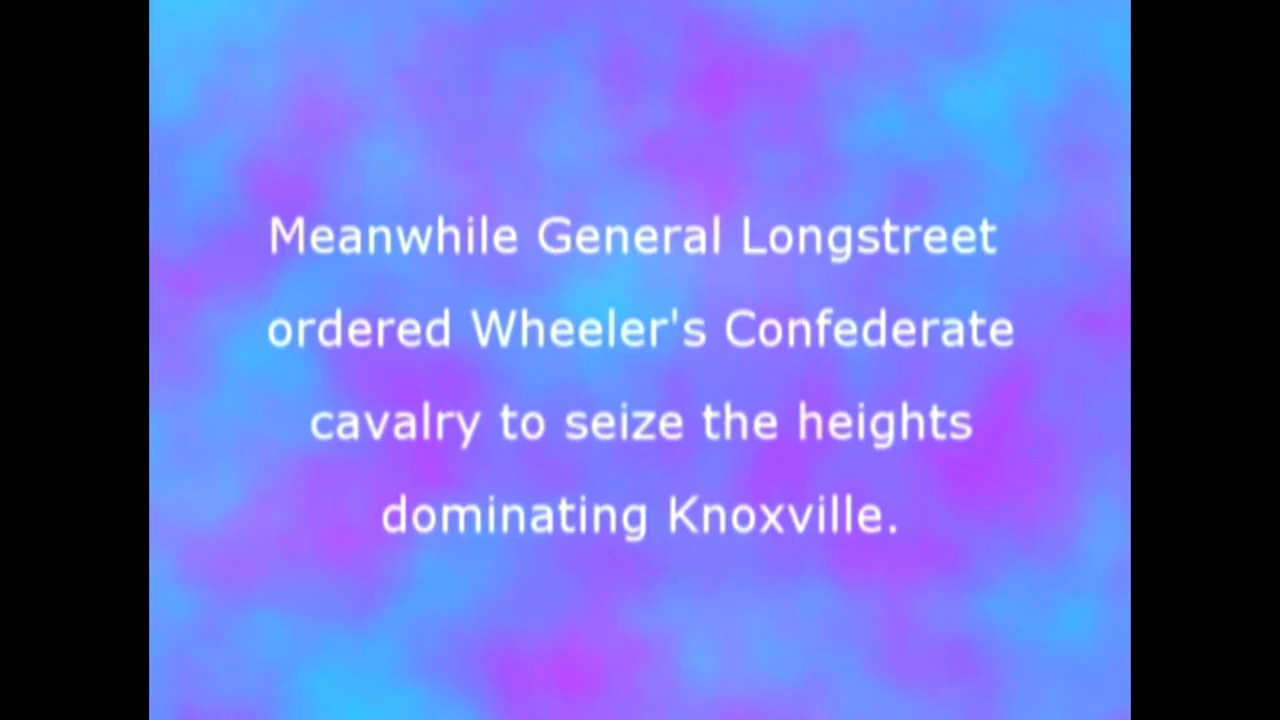 Meanwhile General Longstreet
ordered Wheeler's Confederate
cavalry to seize the heights
dominating Knoxville.